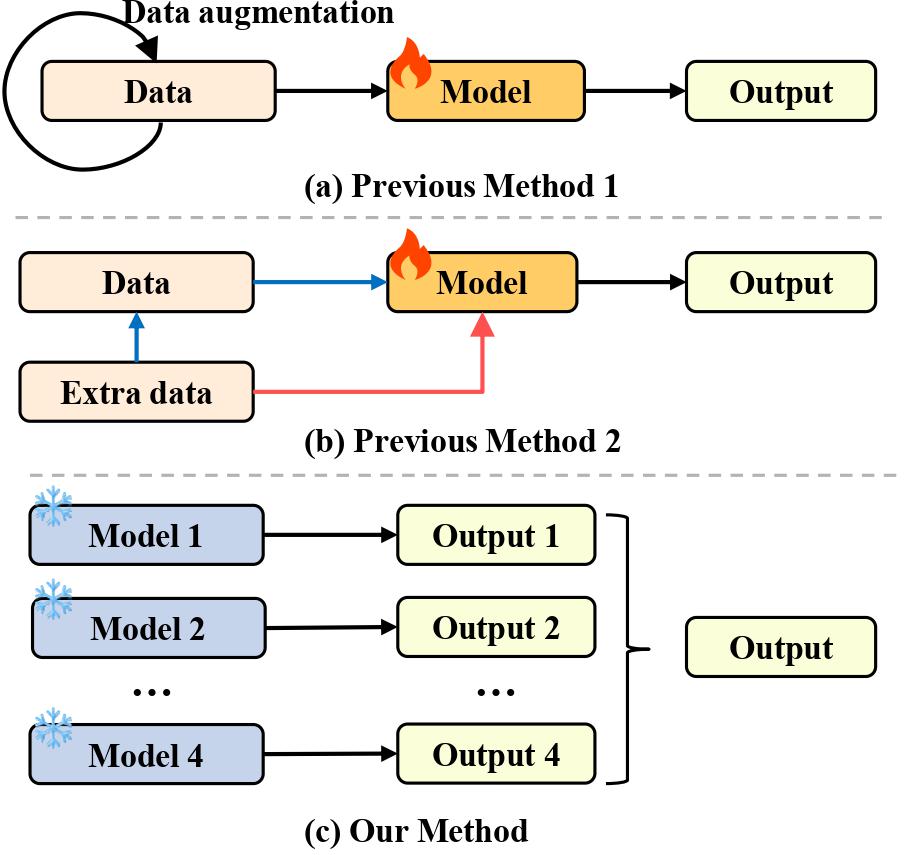 Data augmentation
Data
Model
Output
(a) Previous Method 1
Data
Model
Output
Extra data
(b) Previous Method 2
Model 1
Output 1
Model 2
Output 2
Output
... ...
Model 4
Output 4
(c) Our Method